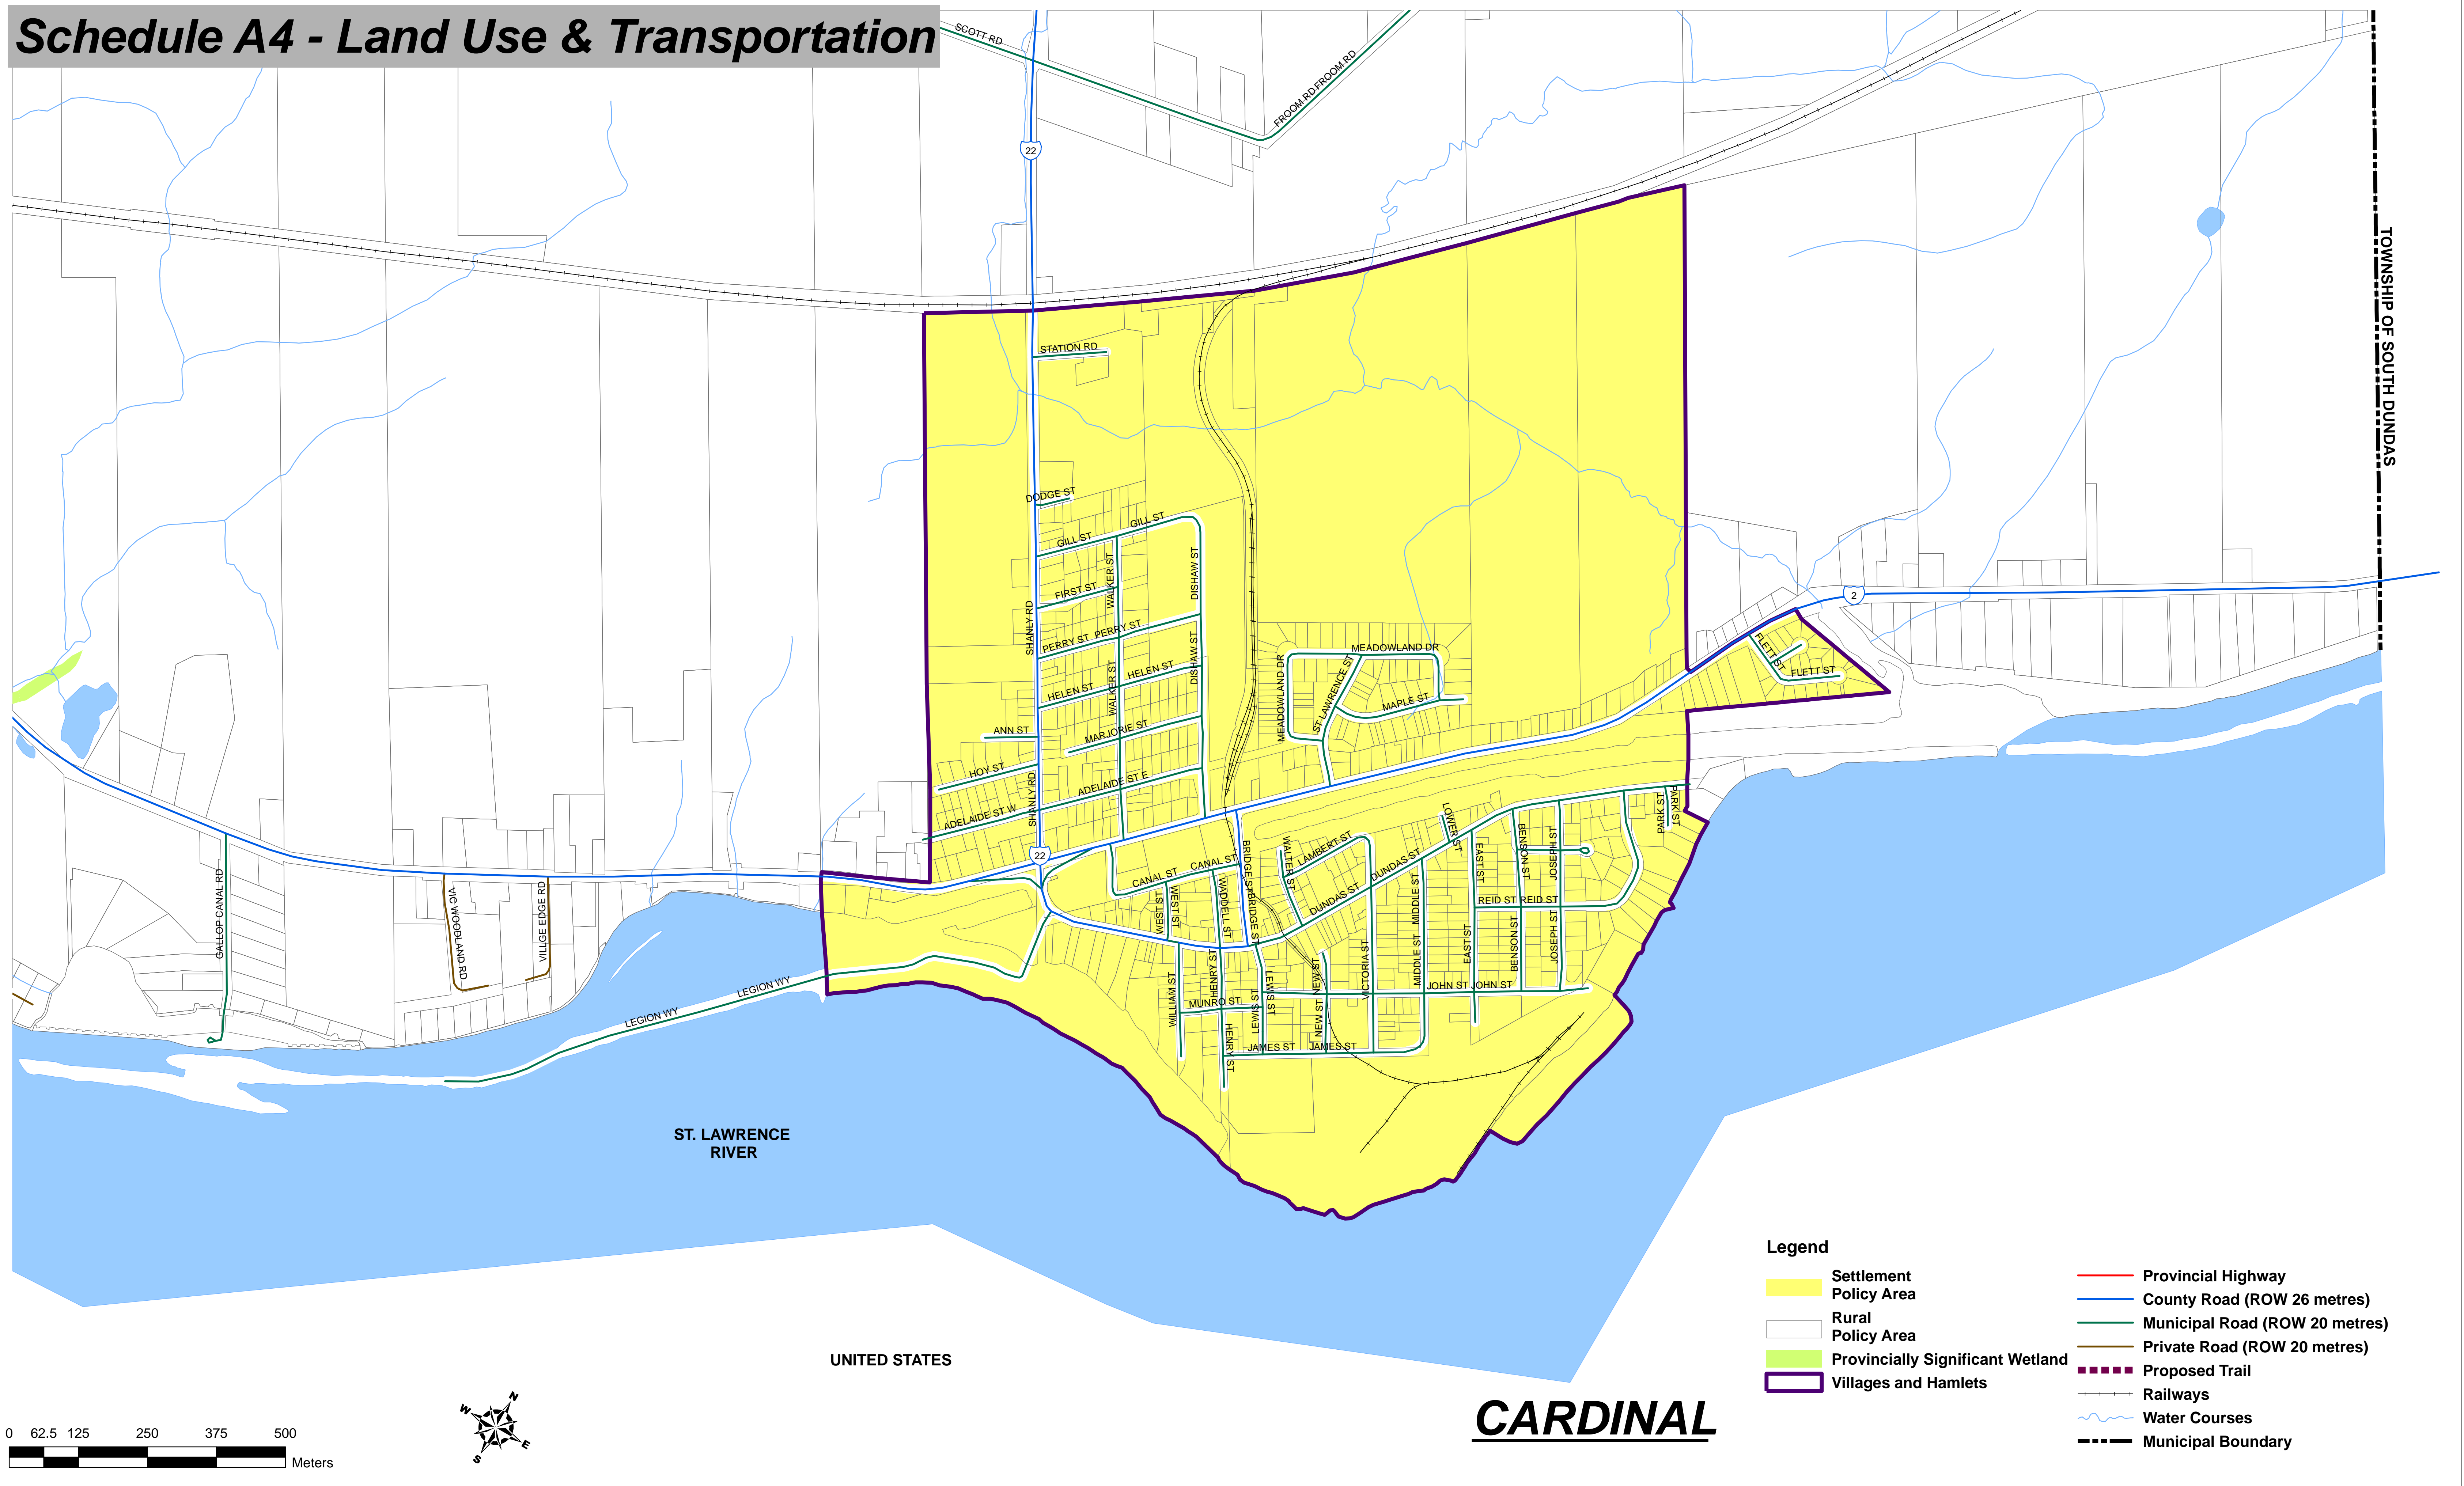 Schedule A4 - Land Use & Transportation
SCOTT RD
FROOM RD FROOM RD
22
TOWNSHIP OF SOUTH DUNDAS
STATION RD
DODGE ST
GILL ST
GILL ST
WALKER ST
DISHAW ST
FIRST ST
SHANLY RD
PERRY ST PERRY ST
HELEN ST
HELEN ST
WALKER ST
DISHAW ST
ANN ST
MARJORIE ST
HOY ST
ADELAIDE ST E
ADELAIDE ST W
SHANLY RD
22
MEADOWLAND DR
MEADOWLAND DR
ST LAWRENCE ST
MAPLE ST
2
FLETT ST
FLETT ST
PARK ST
PARK ST
LOWER ST
BENSON ST
JOSEPH ST
EAST ST
WALTER ST
LAMBERT ST
DUNDAS ST
DUNDAS ST
BRIDGE ST
BRIDGE ST
CANAL ST
CANAL ST
WEST ST
WEST ST
WADDELL ST
MIDDLE ST
MIDDLE ST
REID ST REID ST
EAST ST
BENSON ST
JOSEPH ST
VICTORIA ST
HENRY ST
WILLIAM ST
MUNRO ST
LEWIS ST
LEWIS ST
NEW ST
NEW ST
JOHN ST JOHN ST
HENRY ST
JAMES ST
JAMES ST
GALLOP CANAL RD
VIC WOODLAND RD
VILLGE EDGE RD
LEGION WY
LEGION WY
ST. LAWRENCE
RIVER
UNITED STATES
CARDINAL
Legend
Settlement
Policy Area
Rural
Policy Area
Provincially Significant Wetland
Villages and Hamlets
Provincial Highway
County Road (ROW 26 metres)
Municipal Road (ROW 20 metres)
Private Road (ROW 20 metres)
Proposed Trail
Railways
Water Courses
Municipal Boundary
N
W
E
S
0 62.5 125 250 375 500
Meters